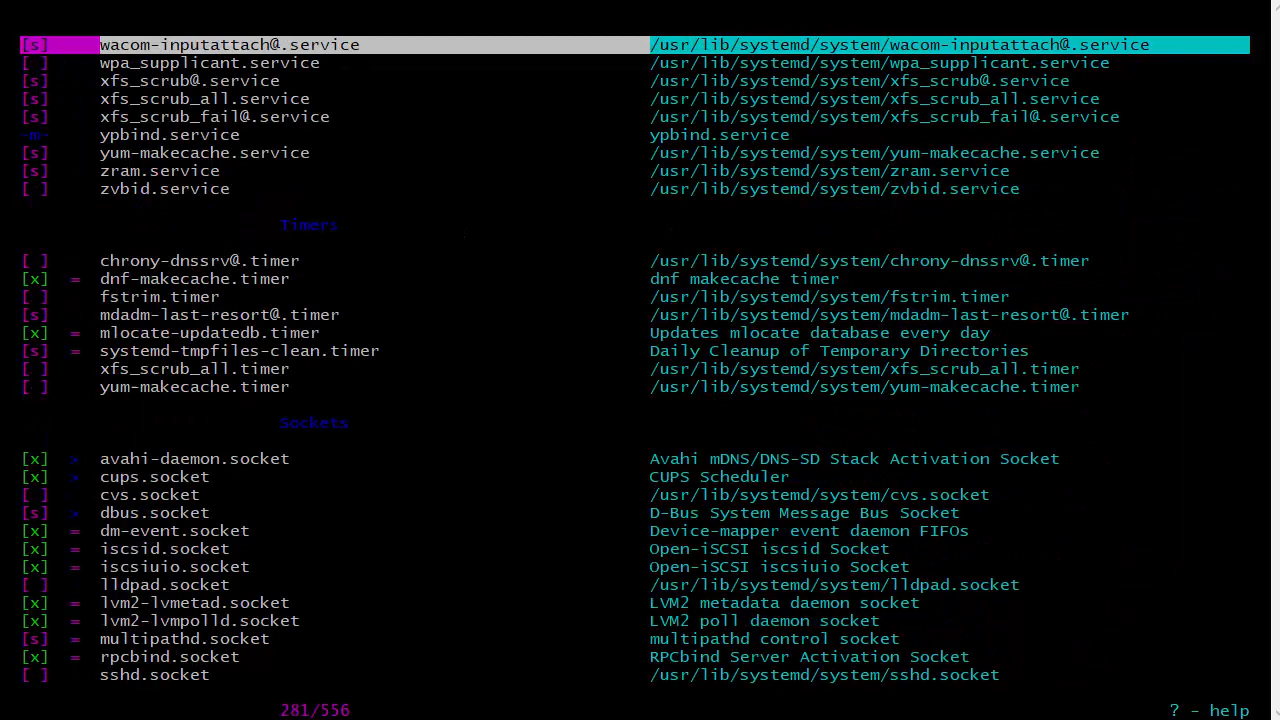 [s] wacom-inputattach@.service /usr/lib/systemd/system/wacom-inputattach@.service
[ ] wpa_supplicant.service /usr/lib/systemd/system/wpa_supplicant.service
[s] xfs_scrub@.service /usr/lib/systemd/system/xfs_scrub@.service
[s] xfs_scrub_all.service /usr/lib/systemd/system/xfs_scrub_all.service
[s] xfs_scrub_fail@.service /usr/lib/systemd/system/xfs_scrub_fail@.service
-m- ypbind.service ypbind.service
[s] yum-makecache.service /usr/lib/systemd/system/yum-makecache.service
[s] zram.service /usr/lib/systemd/system/zram.service
[ ] zvbid.service /usr/lib/systemd/system/zvbid.service
Timers
[ ] chrony-dnssrv@.timer /usr/lib/systemd/system/chrony-dnssrv@.timer
[x] = dnf-makecache.timer dnf makecache timer
[ ] fstrim.timer /usr/lib/systemd/system/fstrim.timer
[s] mdadm-last-resort@.timer /usr/lib/systemd/system/mdadm-last-resort@.timer
[x] = mlocate-updatedb.timer Updates mlocate database every day
[s] = systemd-tmpfiles-clean.timer Daily Cleanup of Temporary Directories
[ ] xfs_scrub_all.timer /usr/lib/systemd/system/xfs_scrub_all.timer
[ ] yum-makecache.timer /usr/lib/systemd/system/yum-makecache.timer
Sockets
[x] > avahi-daemon.socket Avahi mDNS/DNS-SD Stack Activation Socket
[x] > cups.socket CUPS Scheduler
[ ] cvs.socket /usr/lib/systemd/system/cvs.socket
[s] > dbus.socket D-Bus System Message Bus Socket
[x] = dm-event.socket Device-mapper event daemon FIFOs
[x] = iscsid.socket Open-iSCSI iscsid Socket
[x] = iscsiuio.socket Open-iSCSI iscsiuio Socket
[ ] lldpad.socket /usr/lib/systemd/system/lldpad.socket
[x] = lvm2-lvmetad.socket LVM2 metadata daemon socket
[x] = lvm2-lvmpolld.socket LVM2 poll daemon socket
[s] = multipathd.socket multipathd control socket
[x] = rpcbind.socket RPCbind Server Activation Socket
[ ] sshd.socket /usr/lib/systemd/system/sshd.socket
281/556 ? - help